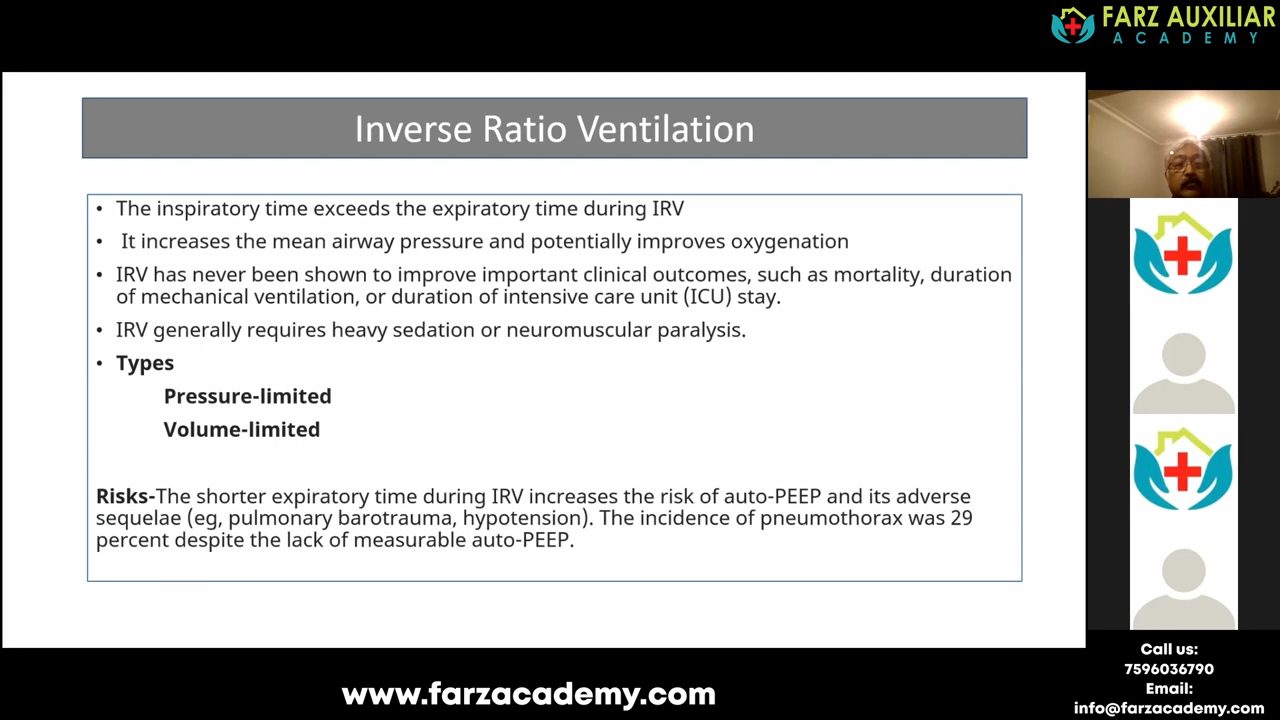 FARZ AUXILIAR
ACADEMY
Inverse Ratio Ventilation
• The inspiratory time exceeds the expiratory time during IRV
• It increases the mean airway pressure and potentially improves oxygenation
• IRV has never been shown to improve important clinical outcomes, such as mortality, duration
of mechanical ventilation, or duration of intensive care unit (ICU) stay.
• IRV generally requires heavy sedation or neuromuscular paralysis.
• Types
Pressure-limited
Volume-limited
Risks-The shorter expiratory time during IRV increases the risk of auto-PEEP and its adverse
sequelae (eg, pulmonary barotrauma, hypotension). The incidence of pneumothorax was 29
percent despite the lack of measurable auto-PEEP.
Call us:
7596036790
Email:
info@farzacademy.com
www.farzacademy.com